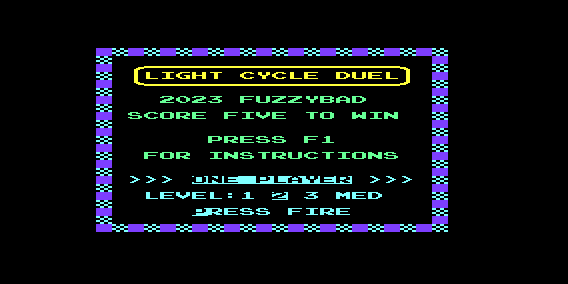 LIGHT CYCLE DUEL
2023 FUZZYBAD
SCORE FIVE TO WIN
PRESS F1
FOR INSTRUCTIONS
>>> ONE PLAYER >>>
LEVEL:1 2 3 MED
PRESS FIRE